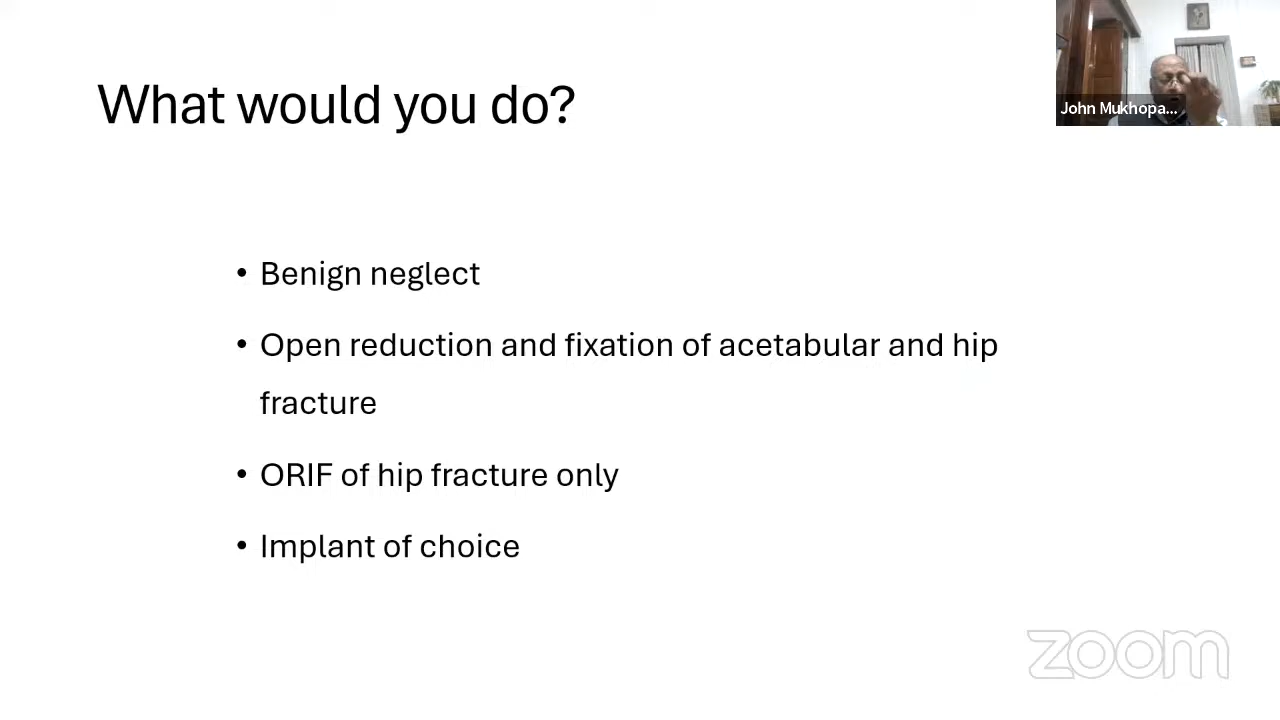 What would you do?
John Mukhopa...
• Benign neglect
• Open reduction and fixation of acetabular and hip
fracture
• ORIF of hip fracture only
• Implant of choice
zoom